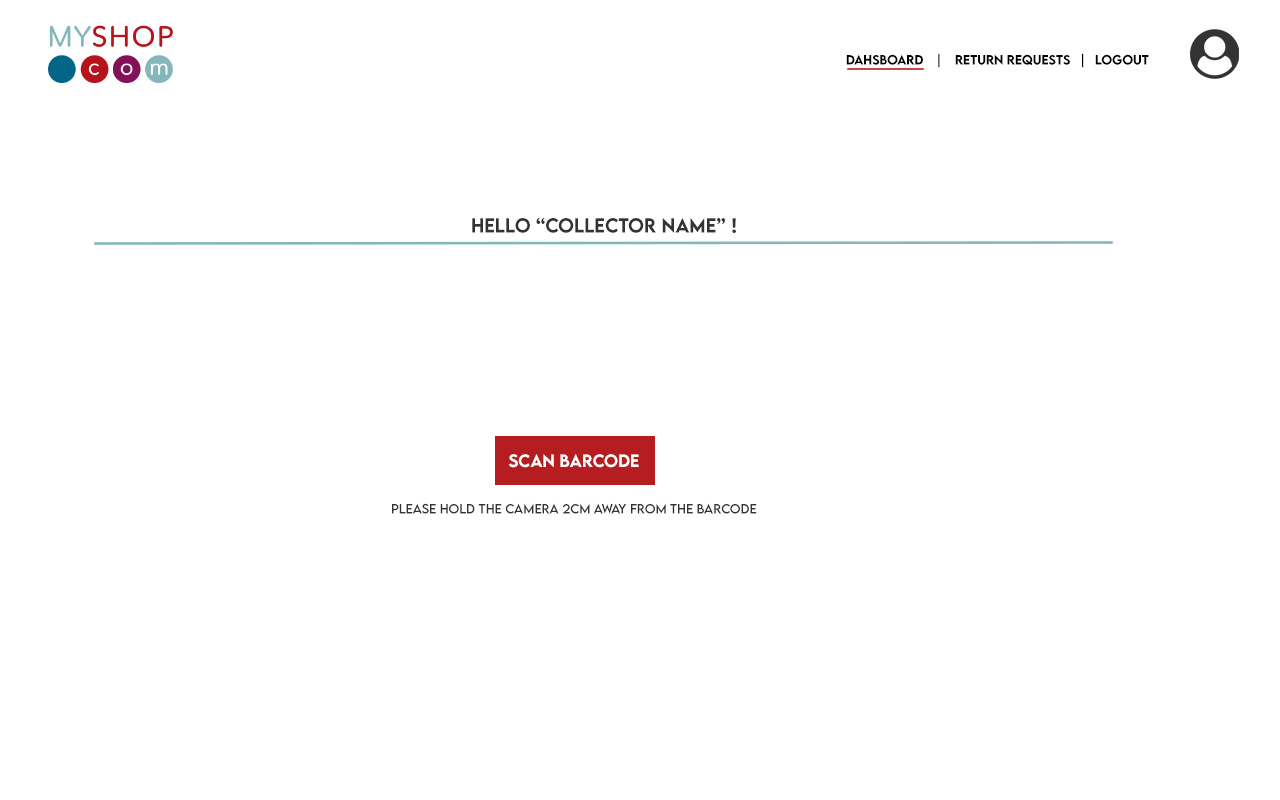 MYSHOP
com
DAHSBOARD | RETURN REQUESTS | LOGOUT
HELLO “COLLECTOR NAME” !
SCAN BARCODE
PLEASE HOLD THE CAMERA 2CM AWAY FROM THE BARCODE